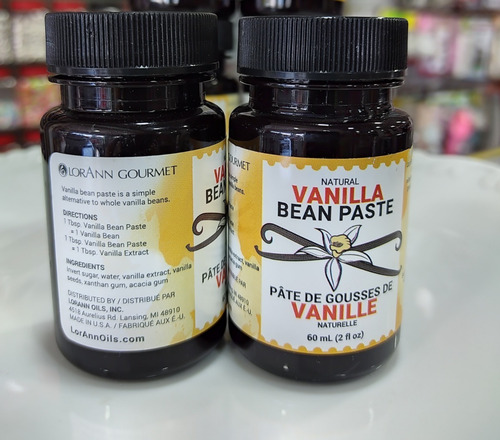 LORANN GOURMET
Vanilla bean paste is a simple
alternative to whole vanilla beans.
DIRECTIONS
1 Tbsp. Vanilla Bean Paste
= 1 Vanilla Bean
1 Tbsp. Vanilla Bean Paste
= 1 Tbsp. Vanilla Extract
INGREDIENTS
Invert sugar, water, vanilla extract, vanilla
seeds, xanthan gum, acacia gum
DISTRIBUTED BY / DISTRIBUÉ PAR
LORANN OILS, INC.
4518 Aurelius Rd. Lansing, MI 48910
MADE IN U.S.A. / FABRIQUÉ AUX É.-U.
LorAnnOils.com
NATURAL
VANILLA
BEAN PASTE
PÂTE DE GOUSSES DE
VANILLE
NATURELLE
60 mL (2 fl oz)